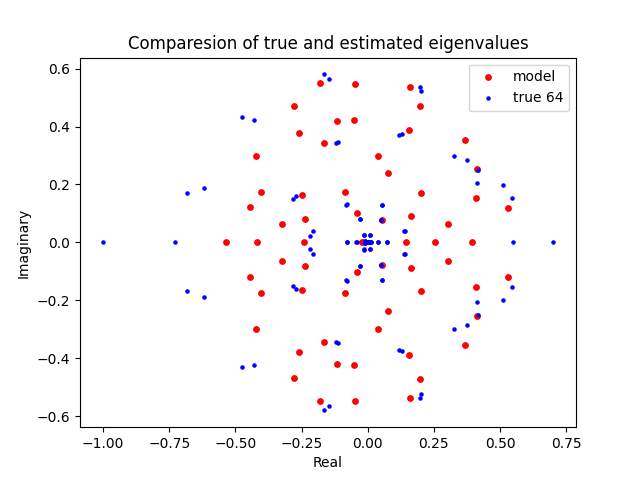 Comparesion of true and estimated eigenvalues
model
true 64
0.6
0.4
0.2
0.0
−0.2
−0.4
−0.6
Imaginary
−1.00 −0.75 −0.50 −0.25 0.00 0.25 0.50 0.75
Real